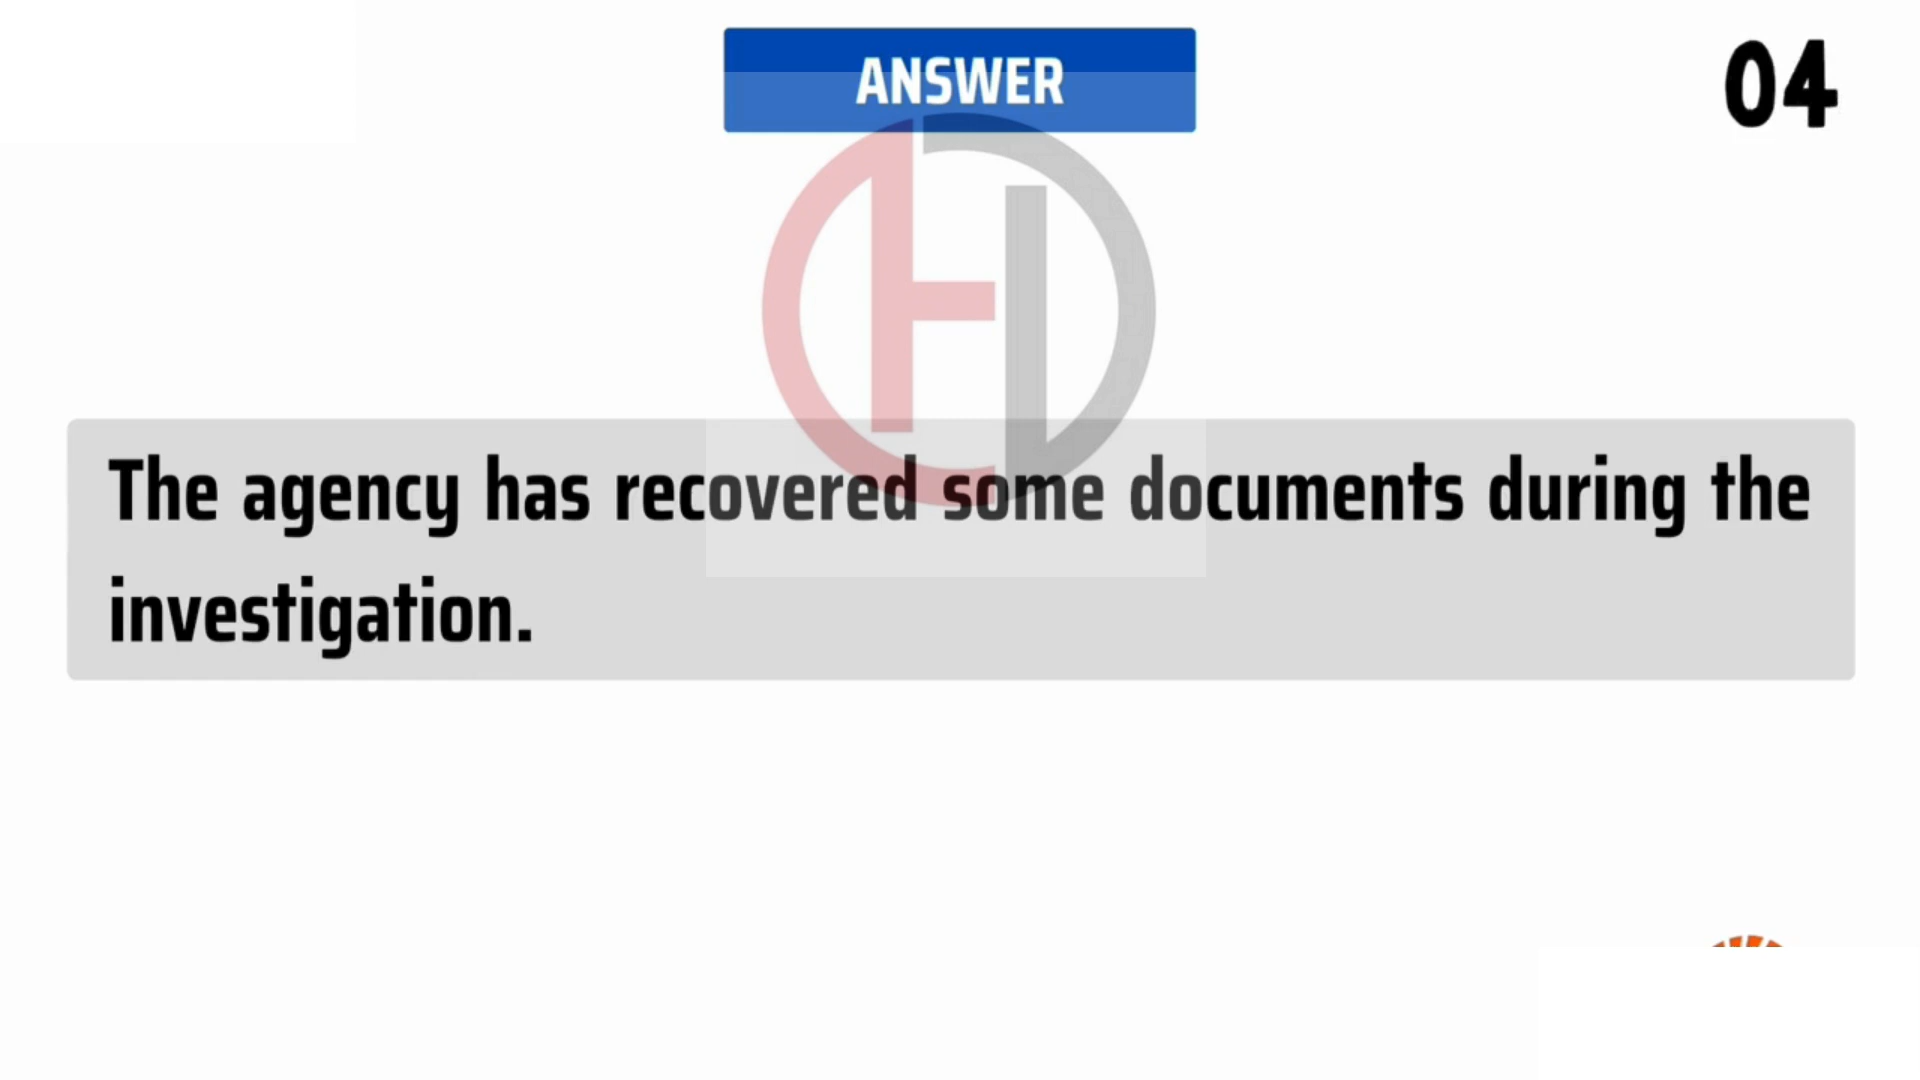 ANSWER
04
The agency has recovered some documents during the
investigation.